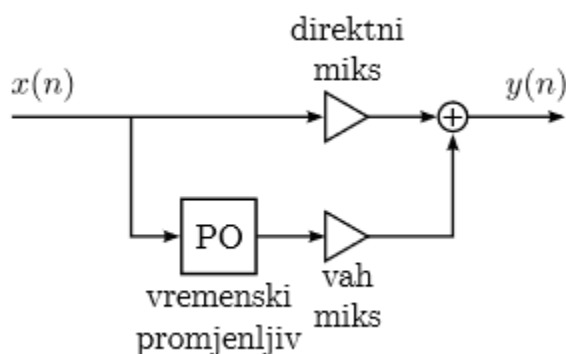 direktni
miks
x(n)
y(n)
+
PO
vah
miks
vremenski
promjenljiv